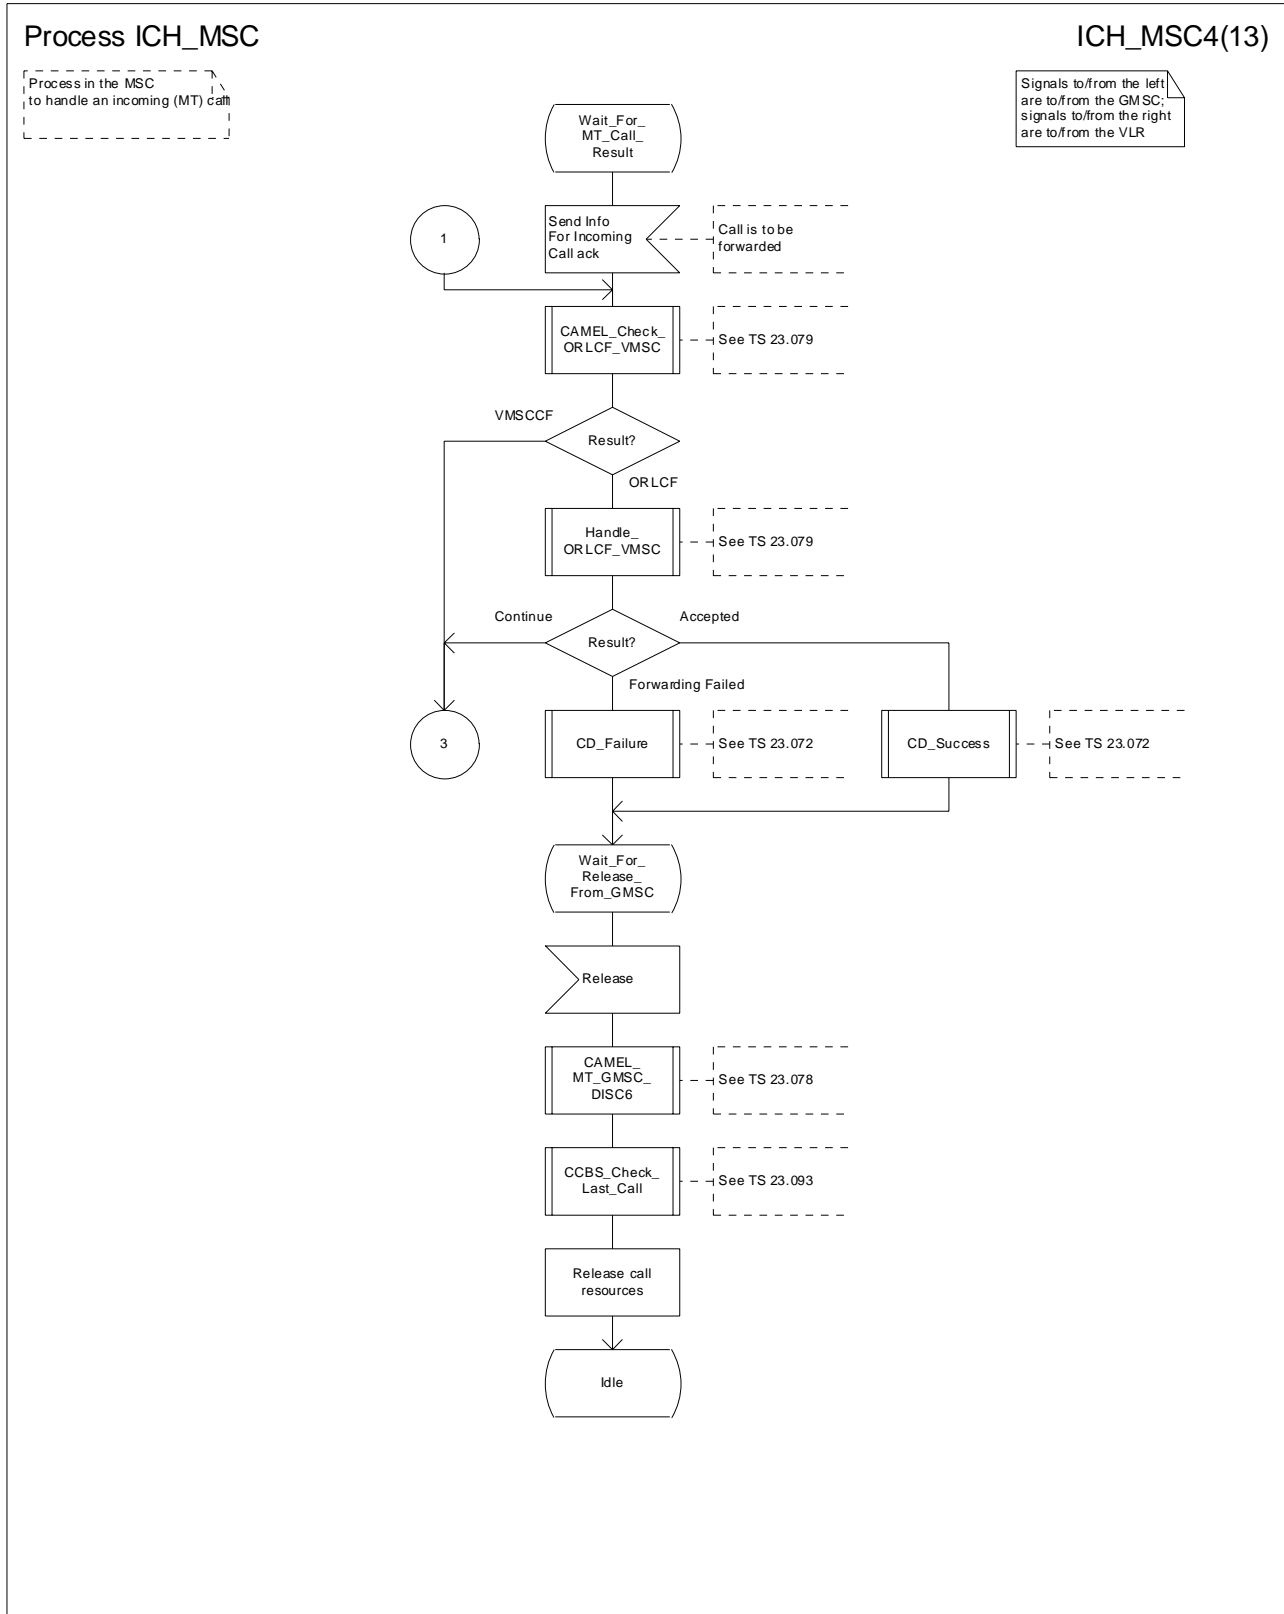 Process ICH_MSC
ICH_MSC4(13)
Process in the MSC
to handle an incoming (MT) call
Signals to/from the left
are to/from the GMSC;
signals to/from the right
are to/from the VLR
Wait_For_
MT_Call_
Result
1
Send Info
For Incoming
Call ack
Call is to be
forwarded
CAMEL_Check_
ORLCF_VMSC
See TS 23.079
VMSCCF
Result?
ORLCF
Handle_
ORLCF_VMSC
See TS 23.079
Continue
Accepted
Result?
Forwarding Failed
3
CD_Failure
See TS 23.072
CD_Success
See TS 23.072
Wait_For_
Release_
From_GMSC
Release
CAMEL_
MT_GMSC_
DISC6
See TS 23.078
CCBS_Check_
Last_Call
See TS 23.093
Release call
resources
Idle